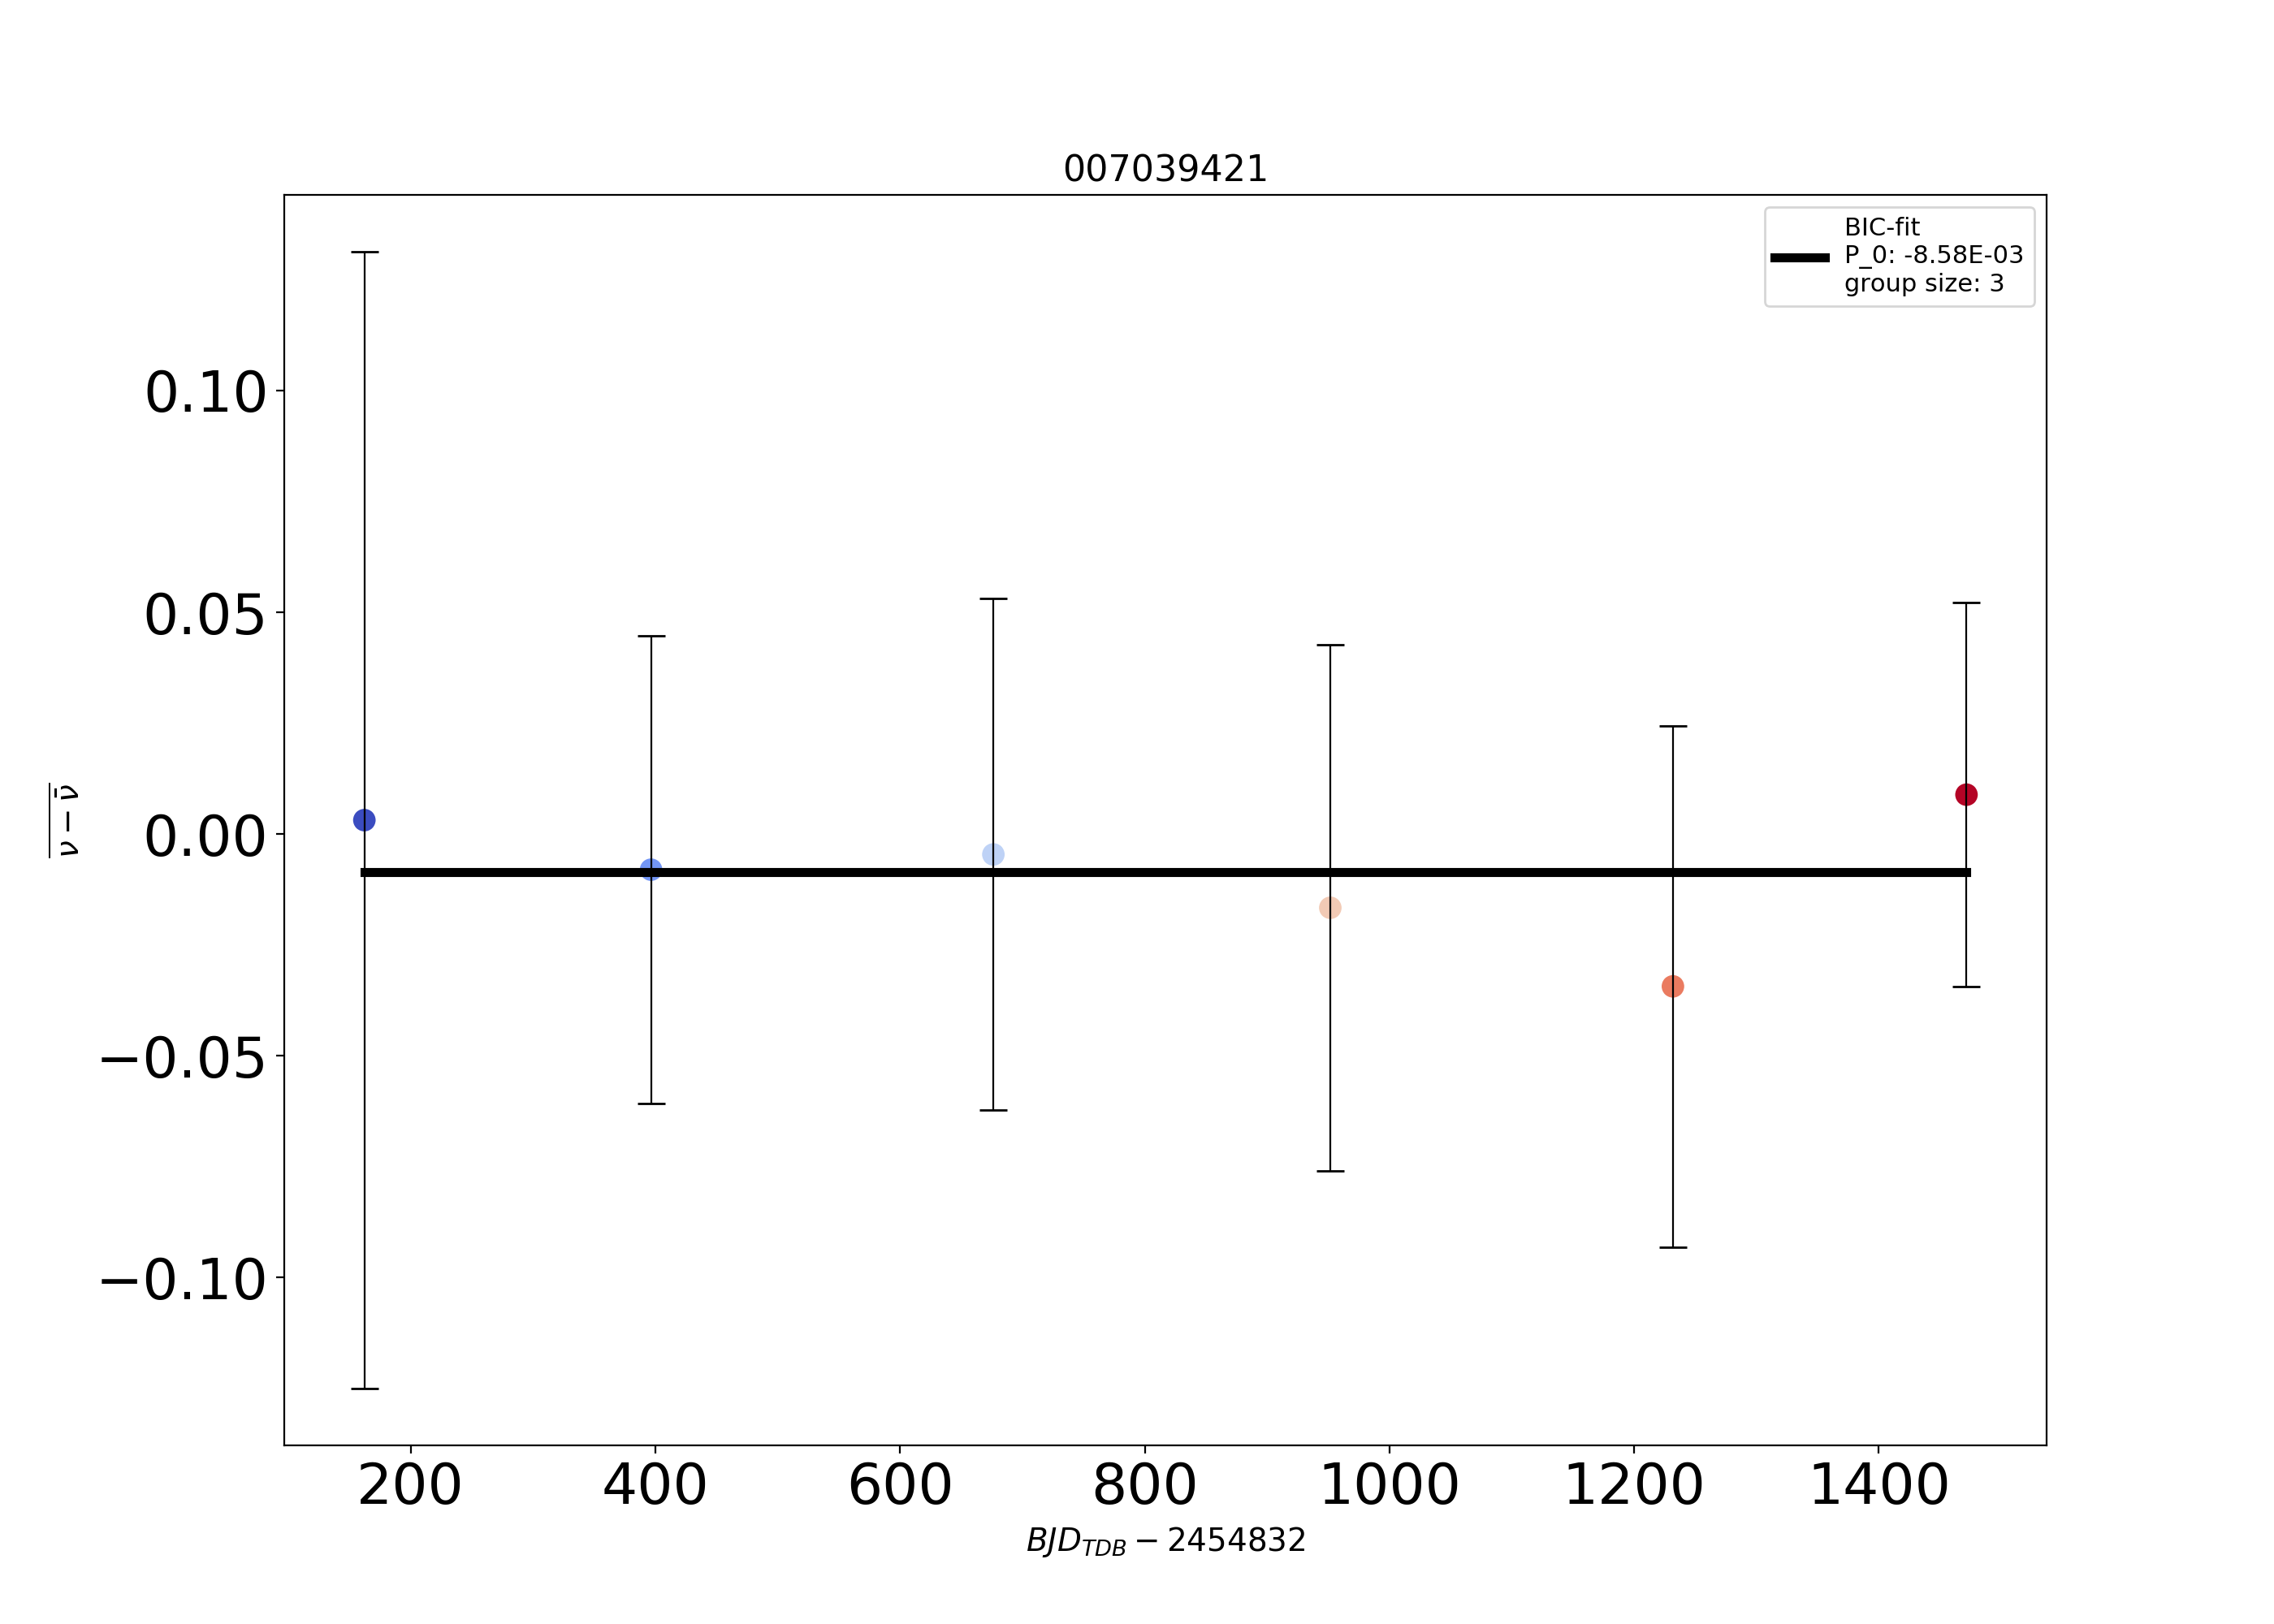 007039421
BIC-fit
P_0: -8.58E-03
group size: 3
0.10
0.05
0.00
−0.05
−0.10
ν − ν̄
200 400 600 800 1000 1200 1400
BJD_TDB − 2454832